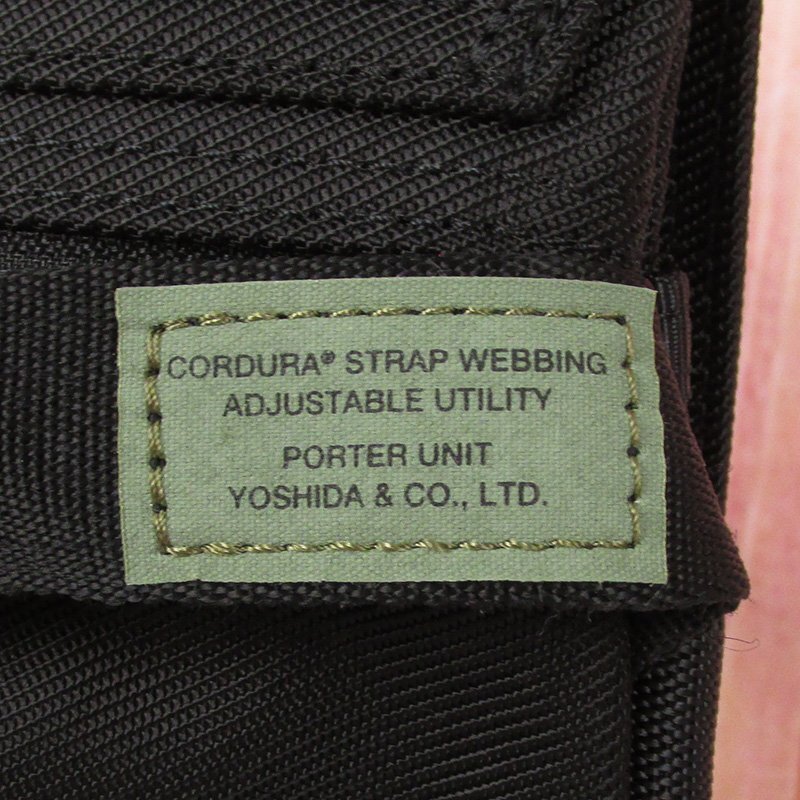 CORDURA® STRAP WEBBING
ADJUSTABLE UTILITY
PORTER UNIT
YOSHIDA & CO., LTD.